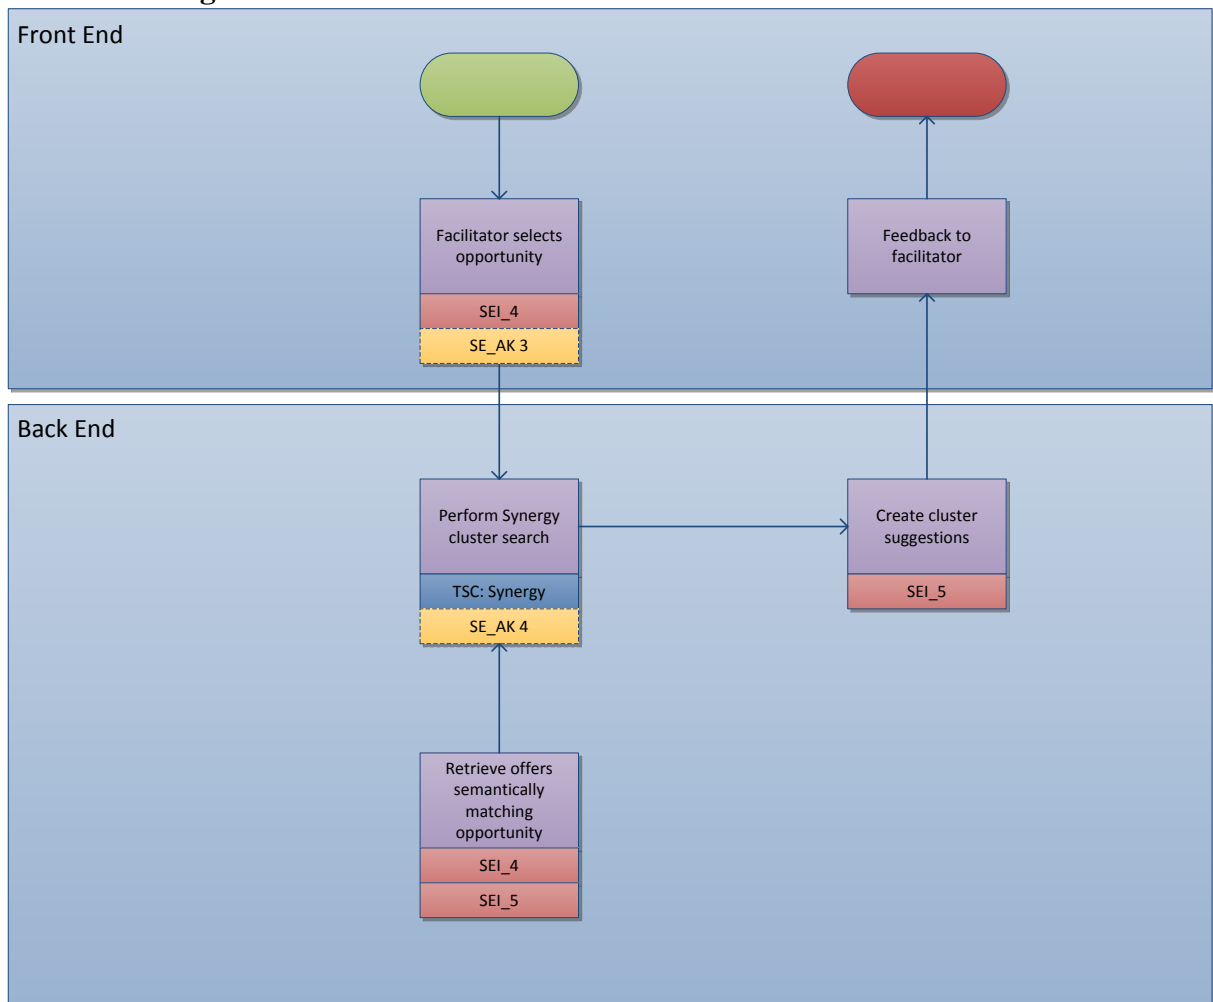 Front End
Facilitator selects
opportunity
SEI_4
SE_AK 3
Feedback to
facilitator
Back End
Perform Synergy
cluster search
TSC: Synergy
SE_AK 4
Create cluster
suggestions
SEI_5
Retrieve offers
semantically
matching
opportunity
SEI_4
SEI_5